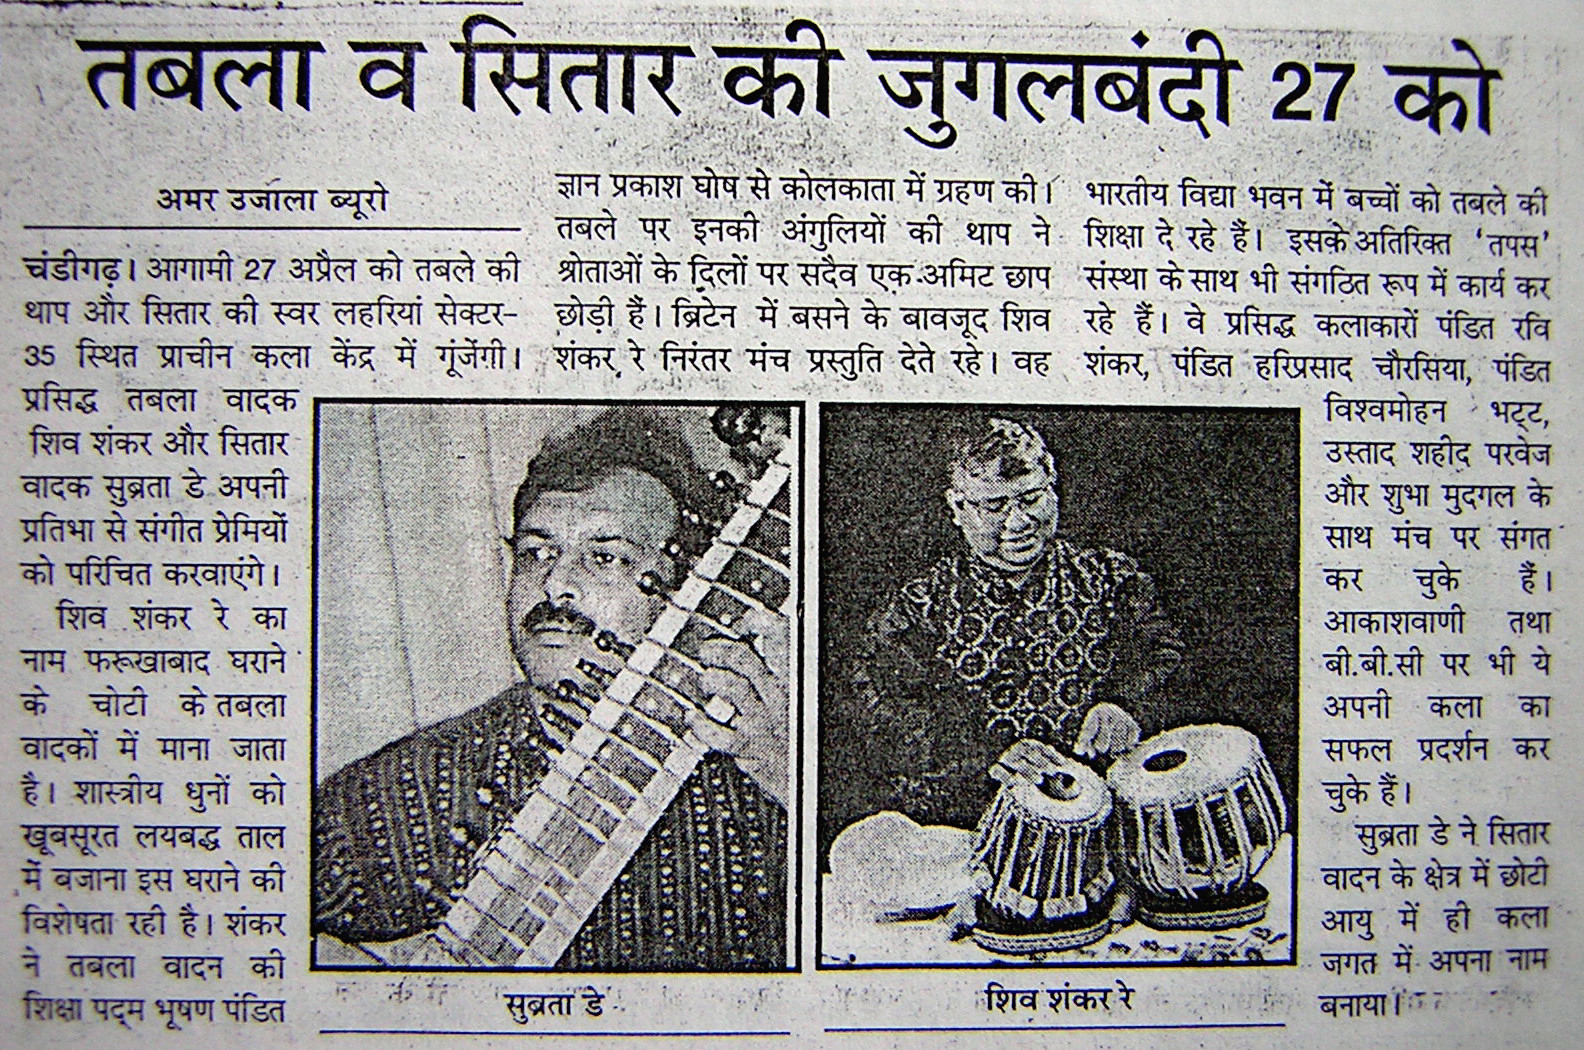 तबला व सितार की जुगलबंदी 27 को
अमर उजाला ब्यूरो
चंडीगढ़। आगामी 27 अप्रैल को तबले की
थाप और सितार की स्वर लहरियां सेक्टर-
35 स्थित प्राचीन कला केंद्र में गूंजेंगी।
प्रसिद्ध तबला वादक
शिव शंकर और सितार
वादक सुब्रता डे अपनी
प्रतिभा से संगीत प्रेमियों
को परिचित करवाएंगे।
शिव शंकर रे का
नाम फरूखाबाद घराने
के चोटी के तबला
वादकों में माना जाता
है। शास्त्रीय धुनों को
खूबसूरत लयबद्ध ताल
में बजाना इस घराने की
विशेषता रही है। शंकर
ने तबला वादन की
शिक्षा पद्म भूषण पंडित
ज्ञान प्रकाश घोष से कोलकाता में ग्रहण की।
तबले पर इनकी अंगुलियों की थाप ने
श्रोताओं के दिलों पर सदैव एक अमिट छाप
छोड़ी हैं। ब्रिटेन में बसने के बावजूद शिव
शंकर रे निरंतर मंच प्रस्तुति देते रहे। वह
भारतीय विद्या भवन में बच्चों को तबले की
शिक्षा दे रहे हैं। इसके अतिरिक्त ‘तपस’
संस्था के साथ भी संगठित रूप में कार्य कर
रहे हैं। वे प्रसिद्ध कलाकारों पंडित रवि
शंकर, पंडित हरिप्रसाद चौरसिया, पंडित
विश्वमोहन भट्ट,
उस्ताद शहीद परवेज
और शुभा मुदगल के
साथ मंच पर संगत
कर चुके हैं।
आकाशवाणी तथा
बी.बी.सी पर भी ये
अपनी कला का
सफल प्रदर्शन कर
चुके हैं।
सुब्रता डे ने सितार
वादन के क्षेत्र में छोटी
आयु में ही कला
जगत में अपना नाम
बनाया।
सुब्रता डे
शिव शंकर रे